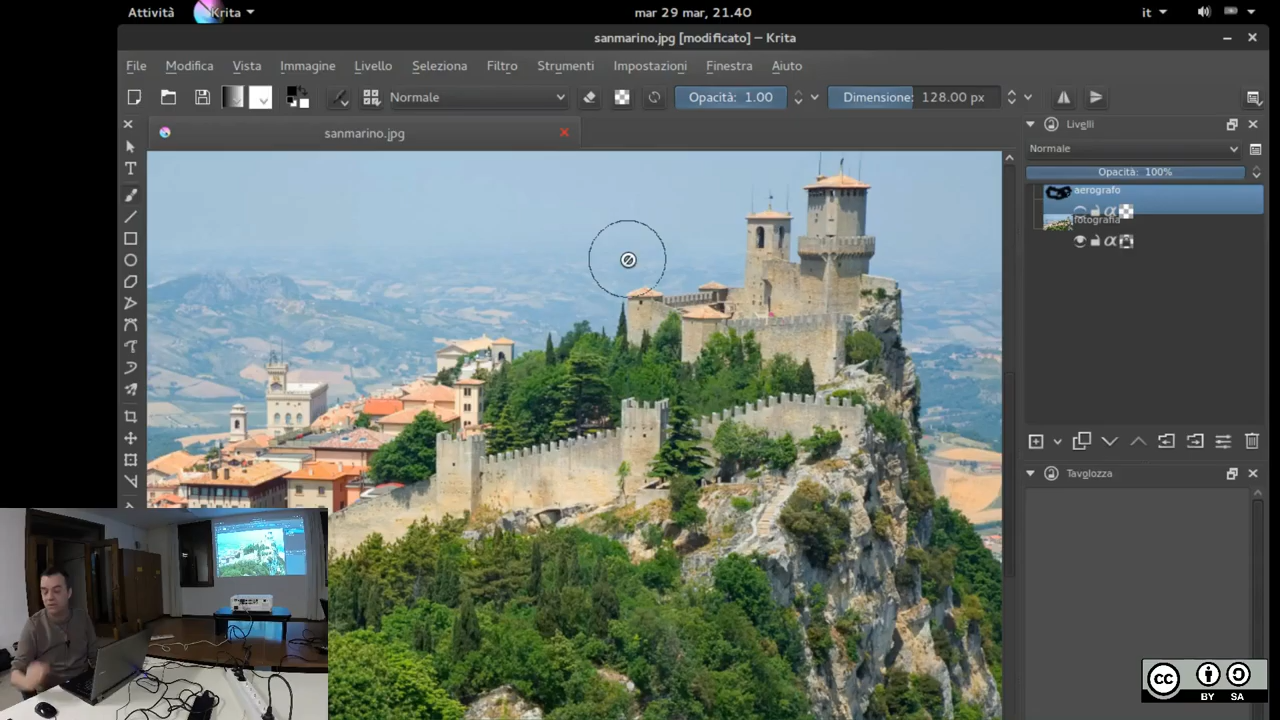 Attività
Krita
mar 29 mar, 21.40
it
sanmarino.jpg [modificato] – Krita
File Modifica Vista Immagine Livello Seleziona Filtro Strumenti Impostazioni Finestra Aiuto
Normale
Opacità: 1.00
Dimensione: 128.00 px
sanmarino.jpg
Livelli
Normale
Opacità: 100%
aerografo
fotografia
Tavolozza
cc
BY SA